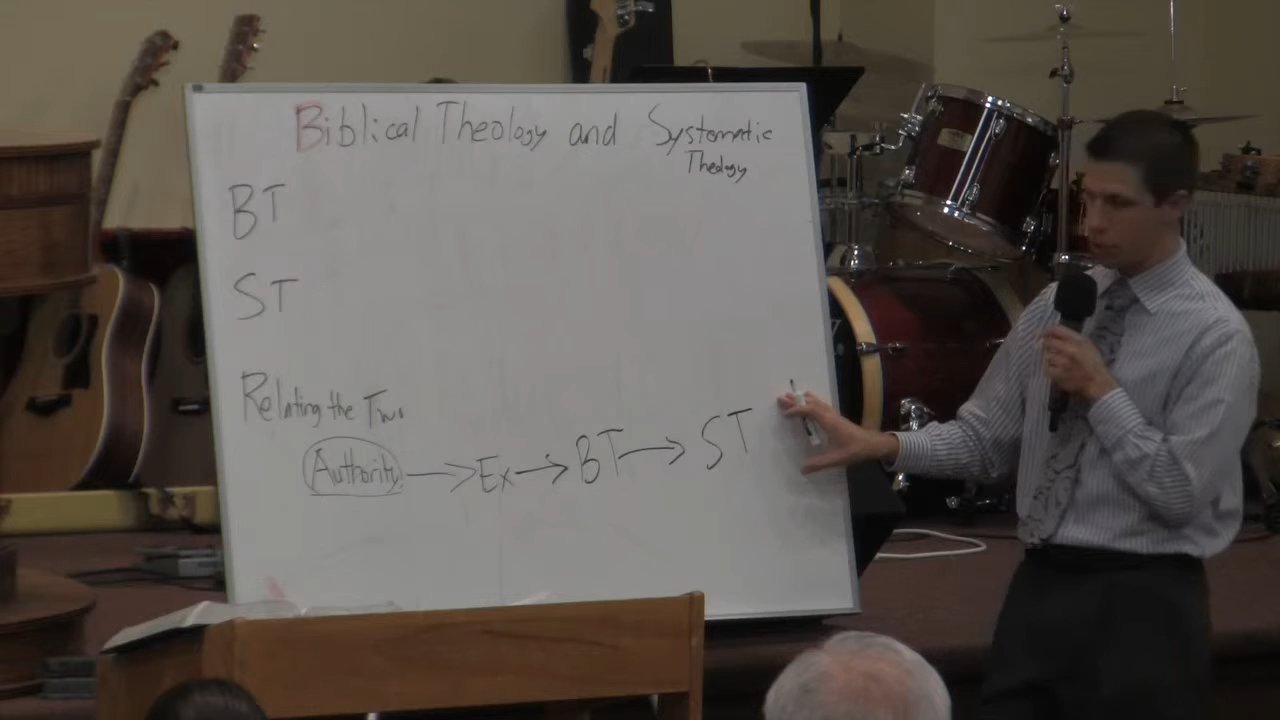 Biblical Theology and Systematic
Theology
BT
ST
Relating the Two
Authority → Ex → BT → ST